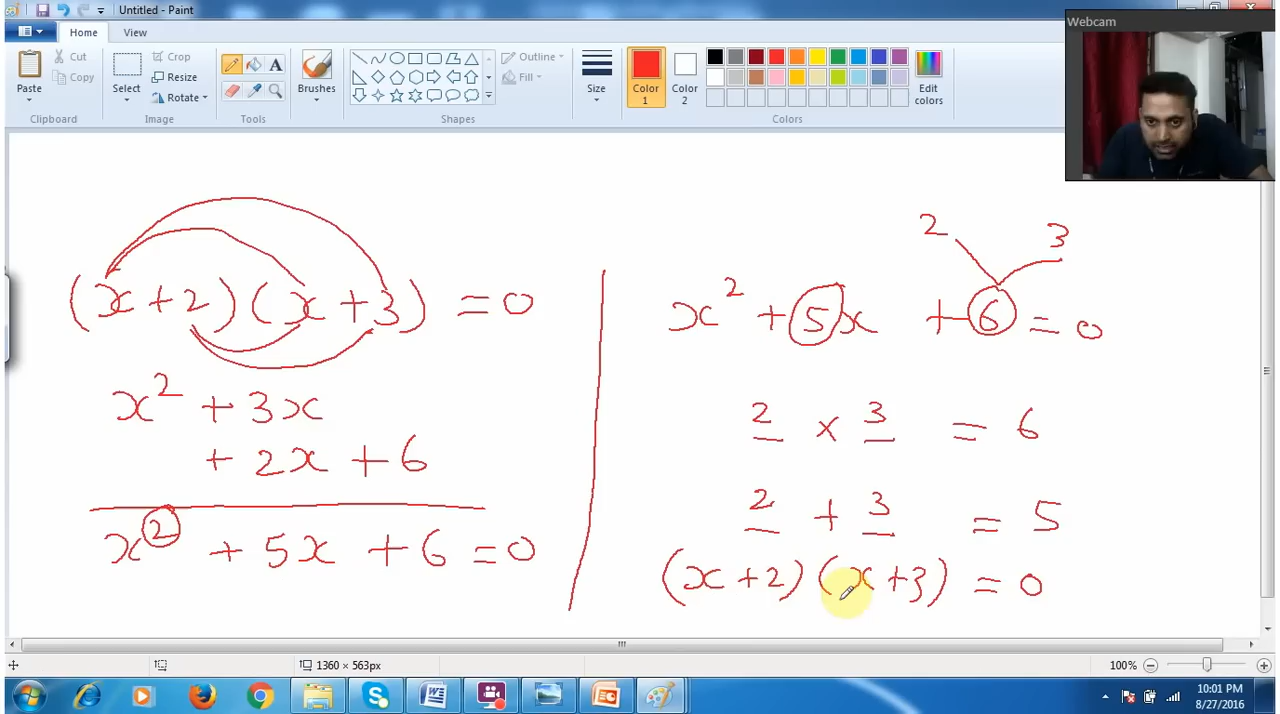 Untitled - Paint
Home View
Paste
Cut
Copy
Clipboard
Select
Crop
Resize
Rotate
Image
Tools
Brushes
Outline
Fill
Shapes
Size
Color 1
Color 2
Edit colors
Colors
Webcam
(x + 2) (x + 3) = 0
x² + 3x
+ 2x + 6
x² + 5x + 6 = 0
2 3
x² + 5x + 6 = 0
2 × 3 = 6
2 + 3 = 5
(x + 2) (x + 3) = 0
1360 × 563px
100%
10:01 PM
8/27/2016